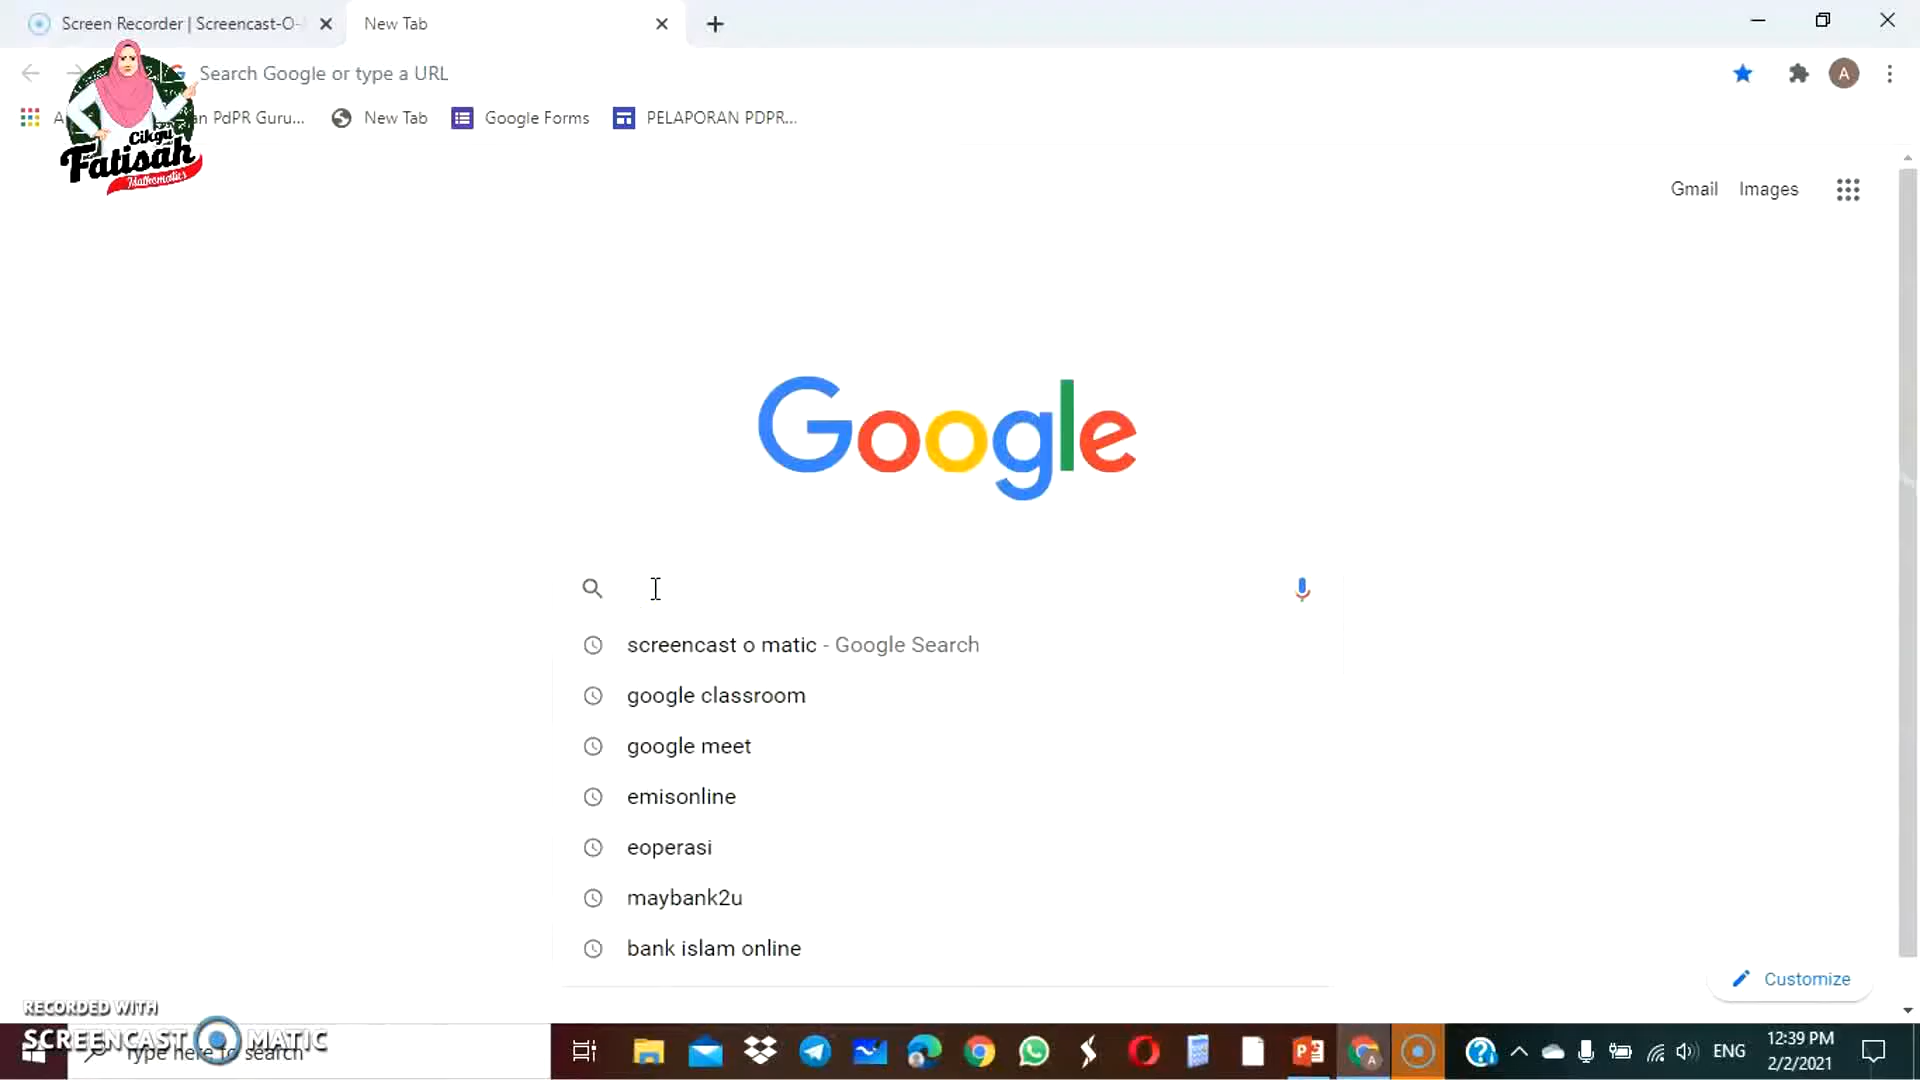 Screen Recorder | Screencast-O-
New Tab
Search Google or type a URL
PdPR Guru...
New Tab
Google Forms
PELAPORAN PDPR...
Cikgu
Fatisah
Mathematics
Gmail
Images
Google
screencast o matic - Google Search
google classroom
google meet
emisonline
eoperasi
maybank2u
bank islam online
Customize
RECORDED WITH
SCREENCAST MATIC
Type here to search
ENG
12:39 PM
2/2/2021